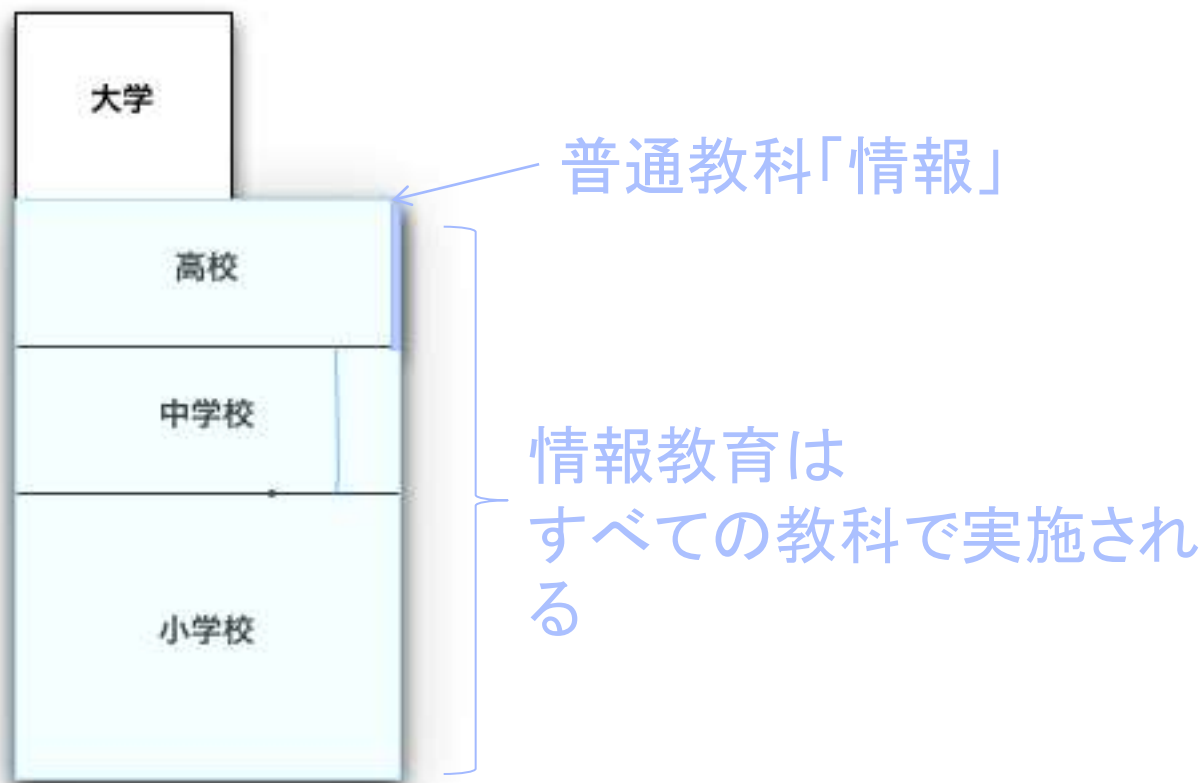 大学
普通教科「情報」
高校
中学校
情報教育は
すべての教科で実施され
る
小学校